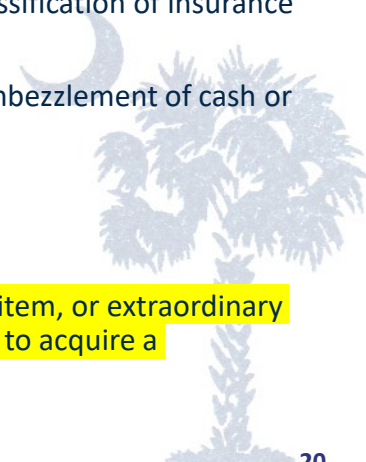 ssification of insurance
nbezzlement of cash or
item, or extraordinary
to acquire a
20